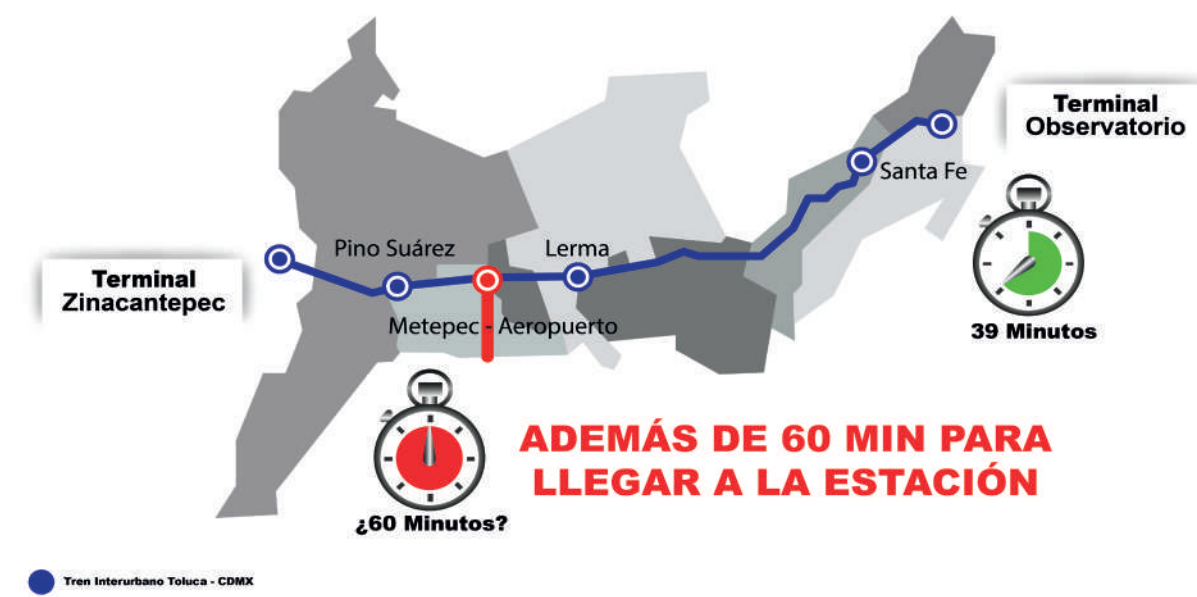 Terminal
Observatorio
Santa Fe
Pino Suárez
Lerma
Terminal
Zinacantepec
Metepec - Aeropuerto
39 Minutos
ADEMÁS DE 60 MIN PARA
LLEGAR A LA ESTACIÓN
¿60 Minutos?
Tren Interurbano Toluca - CDMX